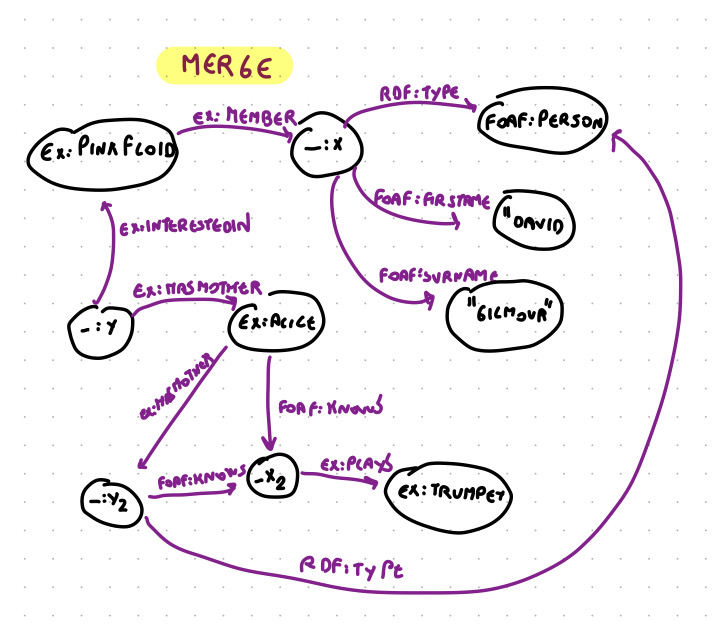 MERGE
RDF:TYPE
EX:MEMBER
FOAF:PERSON
_:X
EX:PINKFLOID
FOAF:FIRSTNAME
"DAVID
EX:INTERESTEDIN
FOAF:SURNAME
EX:HASMOTHER
"GILMOUR"
_:Y
EX:ALICE
EX:HASMOTHER
FOAF:KNOWS
FOAF:KNOWS
EX:PLAYS
_X2
_:Y2
EX:TRUMPET
RDF:TYPE